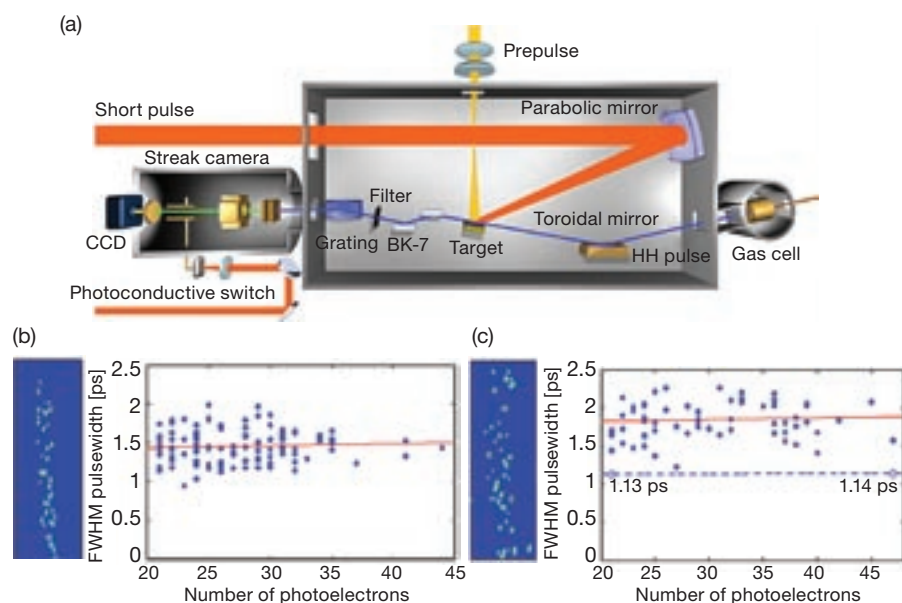 (a)
Prepulse
Short pulse
Parabolic mirror
Streak camera
Filter
Toroidal mirror
CCD
Grating
BK-7
Target
HH pulse
Gas cell
Photoconductive switch
(b)
(c)
FWHM pulsewidth [ps]
2.5
2
1.5
1
0.5
0
20
25
30
35
40
45
Number of photoelectrons
FWHM pulsewidth [ps]
2.5
2
1.5
1
0.5
0
1.13 ps
1.14 ps
20
25
30
35
40
45
Number of photoelectrons